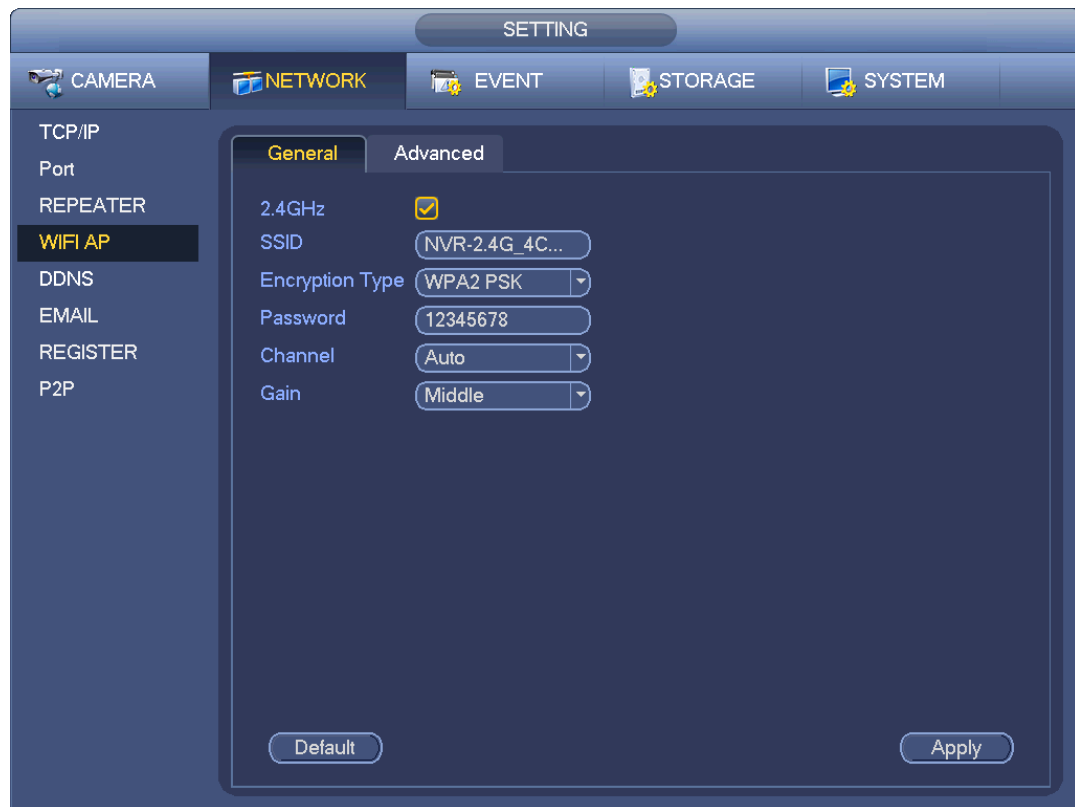 SETTING
CAMERA NETWORK EVENT STORAGE SYSTEM
TCP/IP
Port
REPEATER
WIFI AP
DDNS
EMAIL
REGISTER
P2P
General Advanced
2.4GHz
SSID NVR-2.4G_4C...
Encryption Type WPA2 PSK
Password 12345678
Channel Auto
Gain Middle
Default Apply